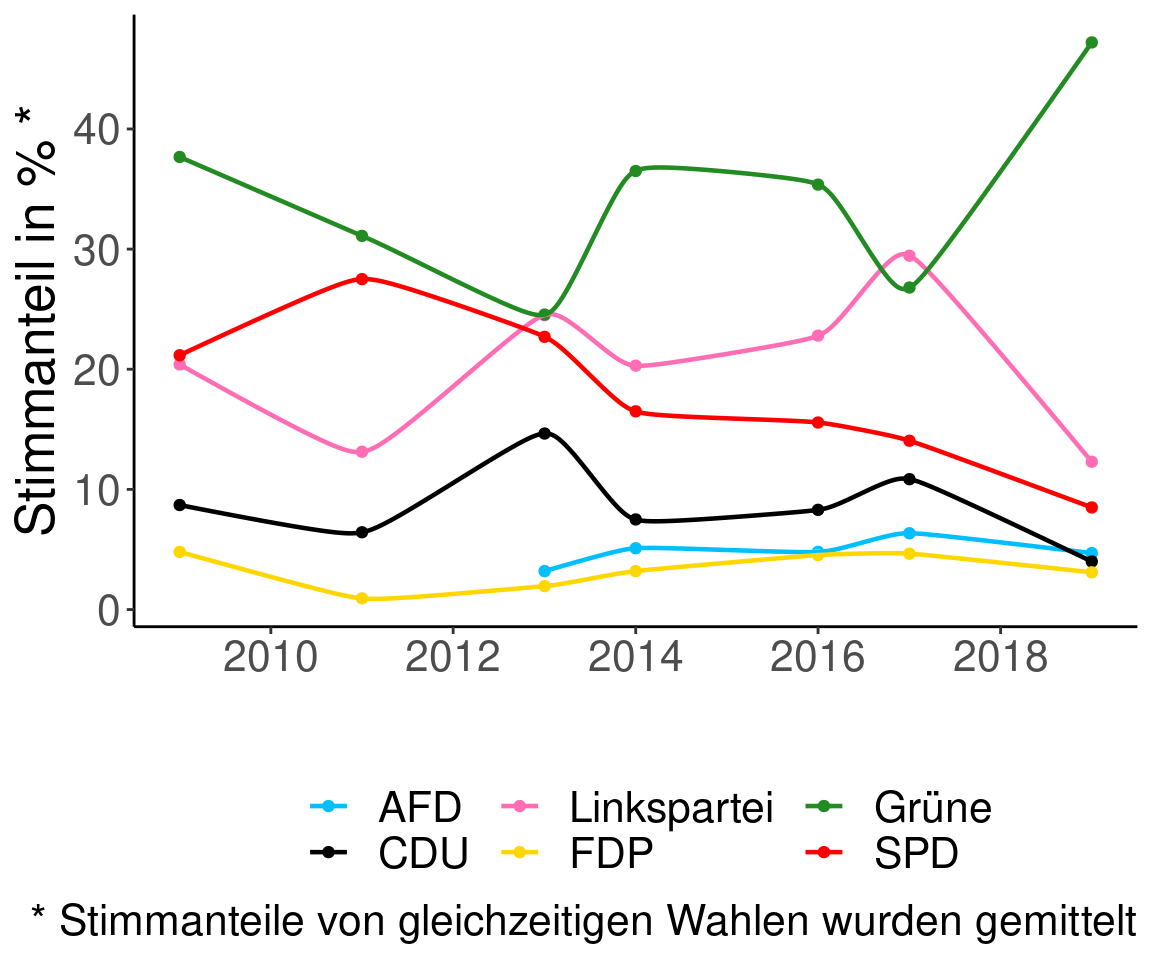 Stimmanteil in % *
40
30
20
10
0
2010 2012 2014 2016 2018
AFD Linkspartei Grüne
CDU FDP SPD
* Stimmanteile von gleichzeitigen Wahlen wurden gemittelt